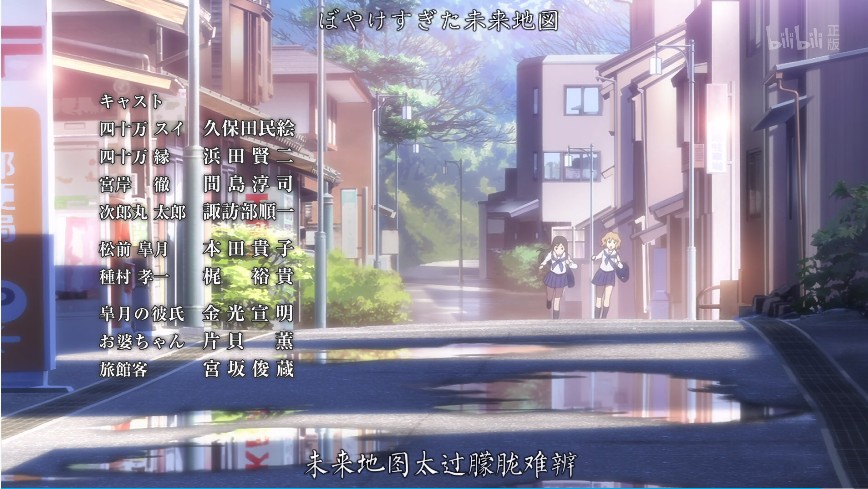 ぼやけすぎた未来地図
bilibili 正版
キャスト
四十万 スイ 久保田民絵
四十万 縁 浜田賢二
宮岸 徹 間島淳司
次郎丸 太郎 諏訪部順一
松前 皐月 本田貴子
種村 孝一 梶 裕貴
皐月の彼氏 金光宣明
お婆ちゃん 片貝 薫
旅館客 宮坂俊蔵
未来地图太过朦胧难辨